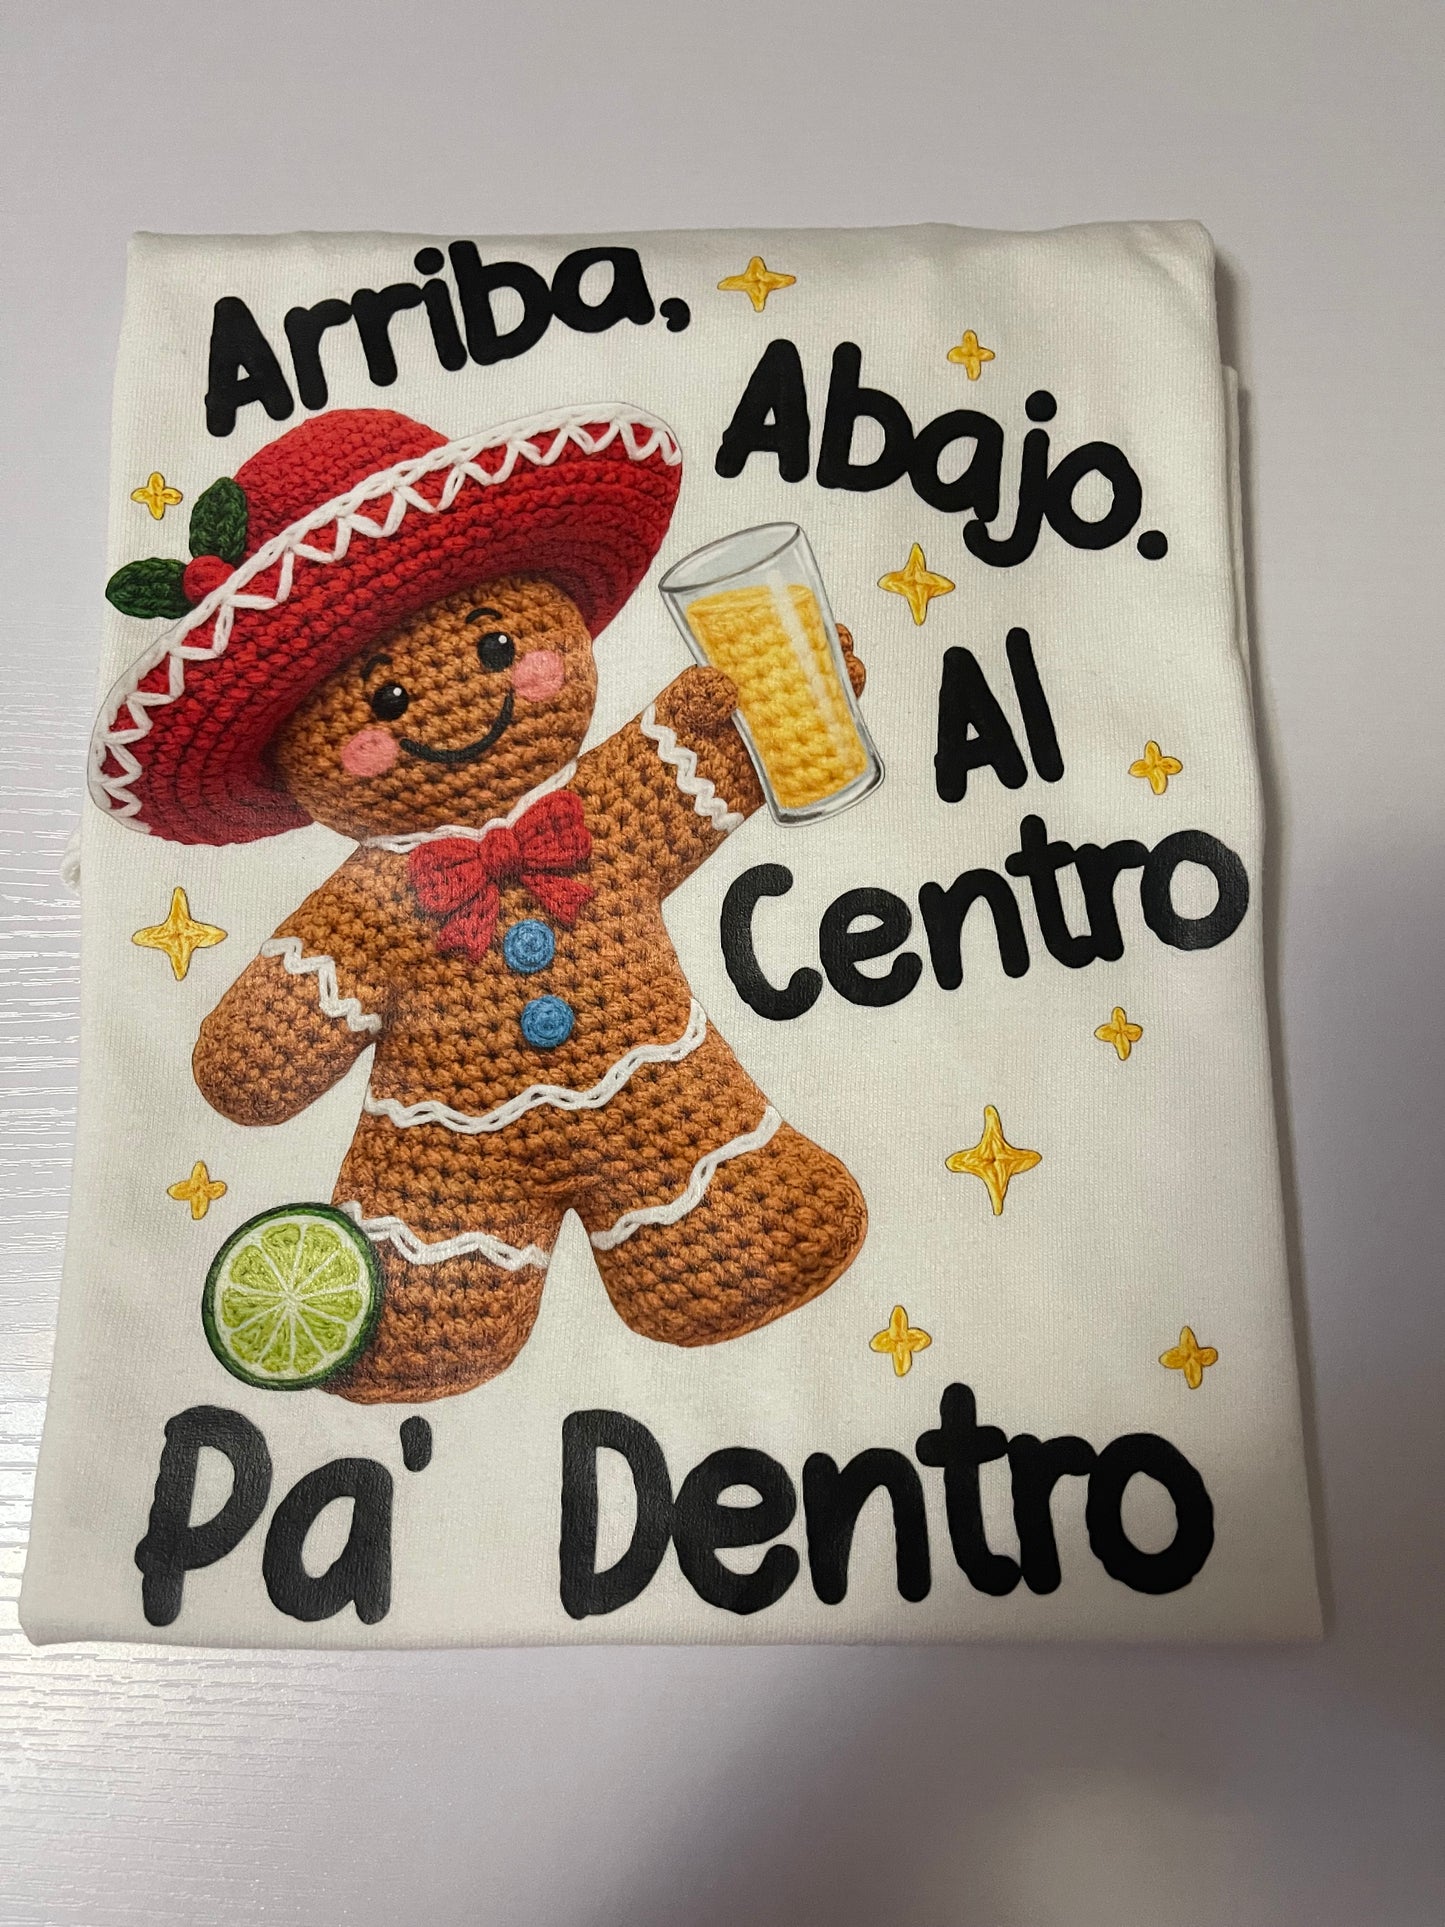 Arriba,
Abajo.
Al
Centro
Pa' Dentro